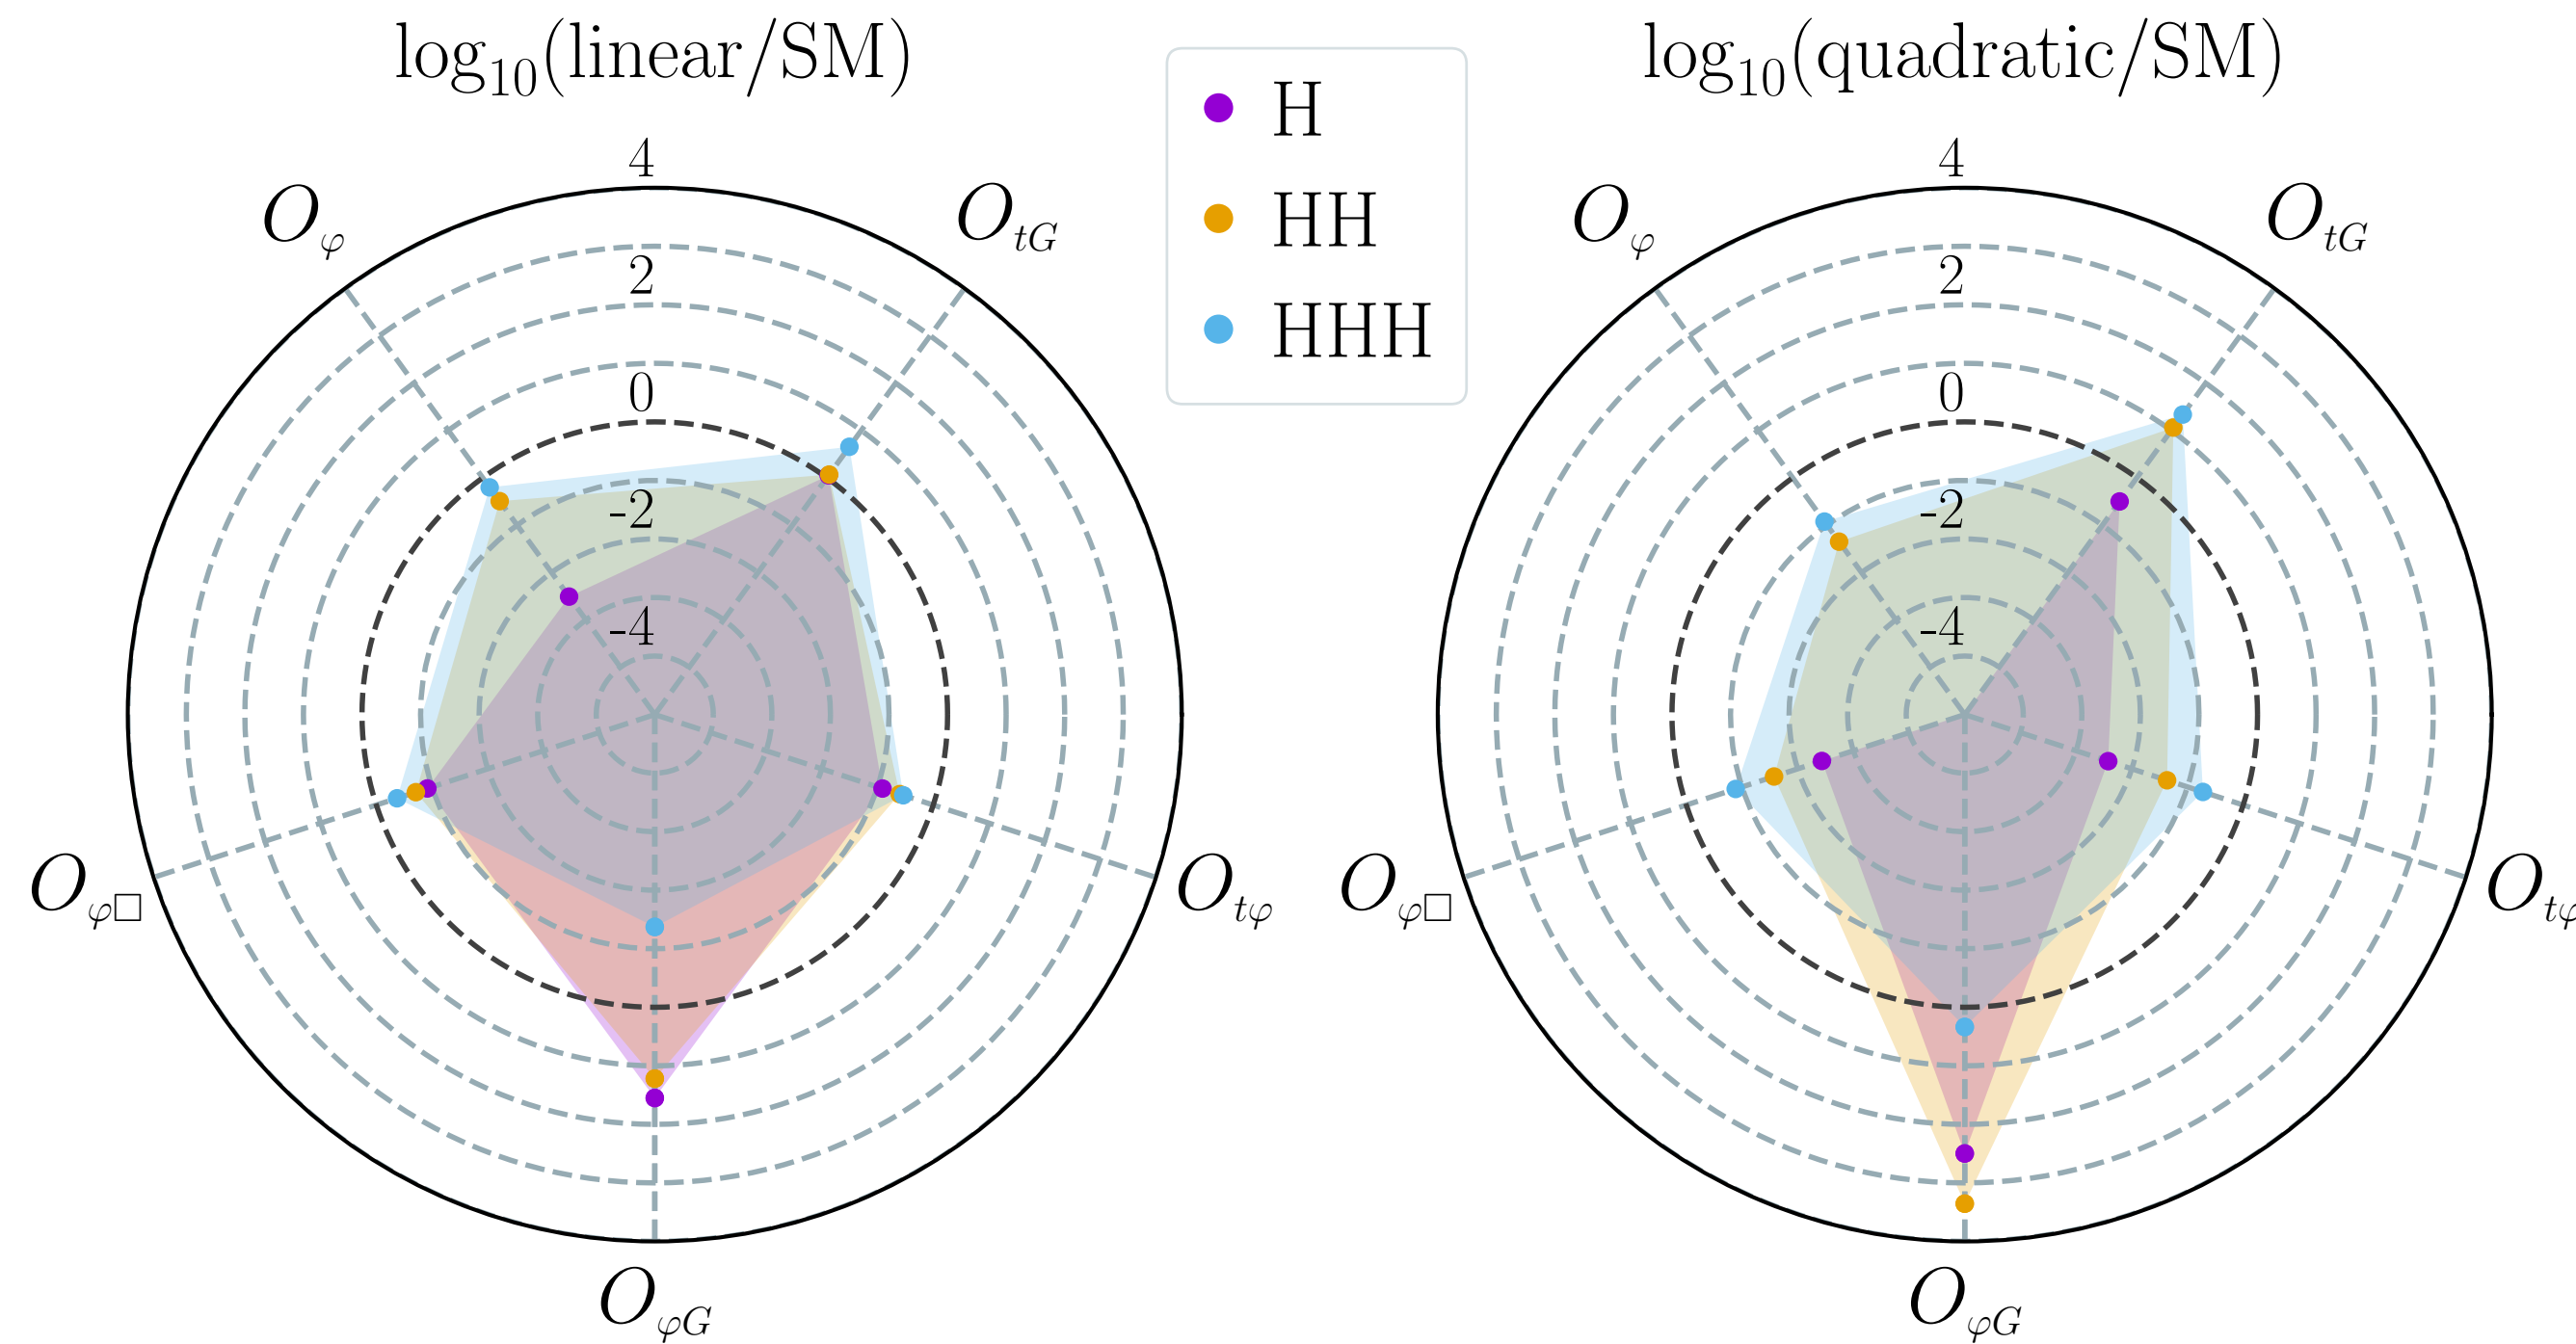 log₁₀(linear/SM)
log₁₀(quadratic/SM)
H
HH
HHH
4
2
0
-2
-4
O_φ
O_tG
O_φ□
O_tφ
O_φG
4
2
0
-2
-4
O_φ
O_tG
O_φ□
O_tφ
O_φG